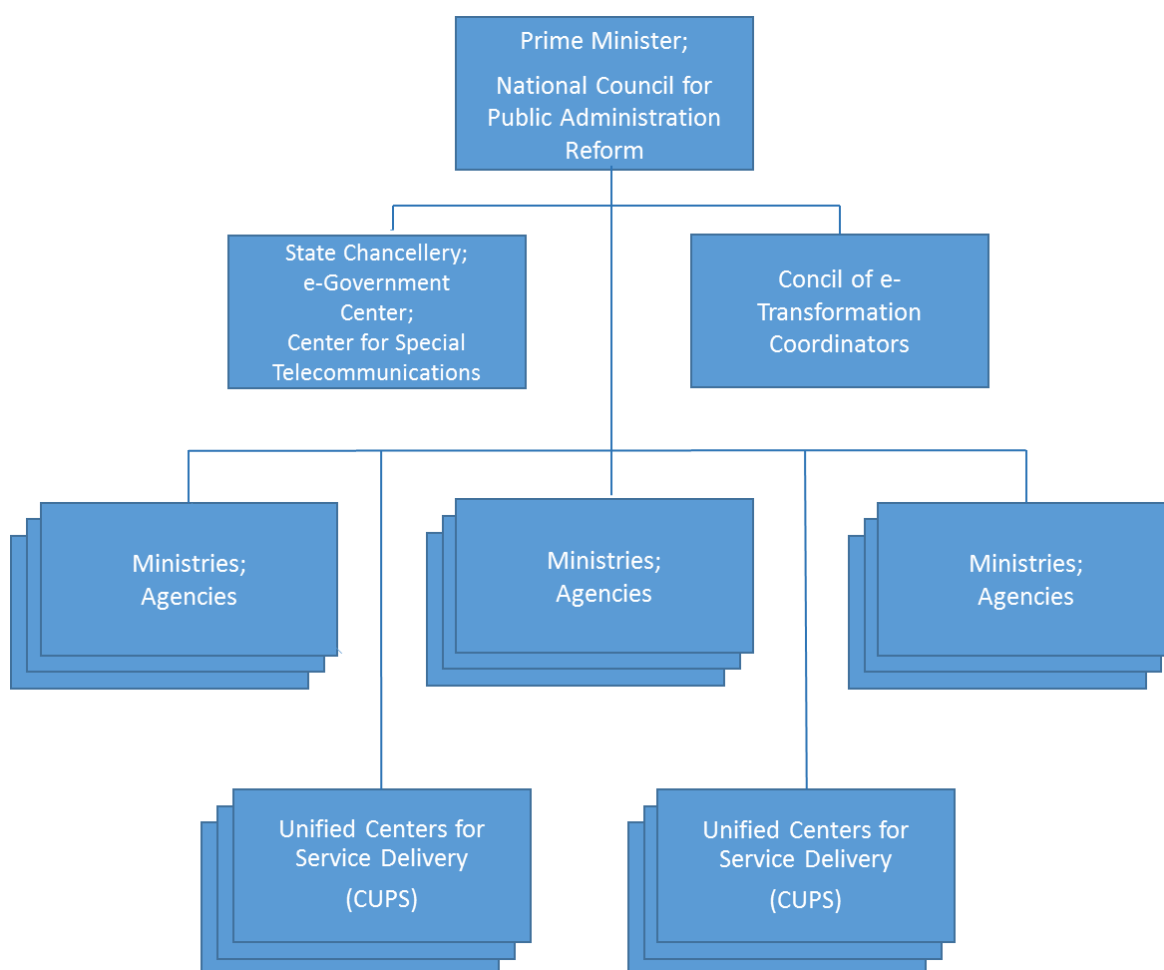 Prime Minister;
National Council for
Public Administration
Reform
State Chancellery;
e-Government
Center;
Center for Special
Telecommunications
Concil of e-
Transformation
Coordinators
Ministries;
Agencies
Ministries;
Agencies
Ministries;
Agencies
Unified Centers for
Service Delivery
(CUPS)
Unified Centers for
Service Delivery
(CUPS)